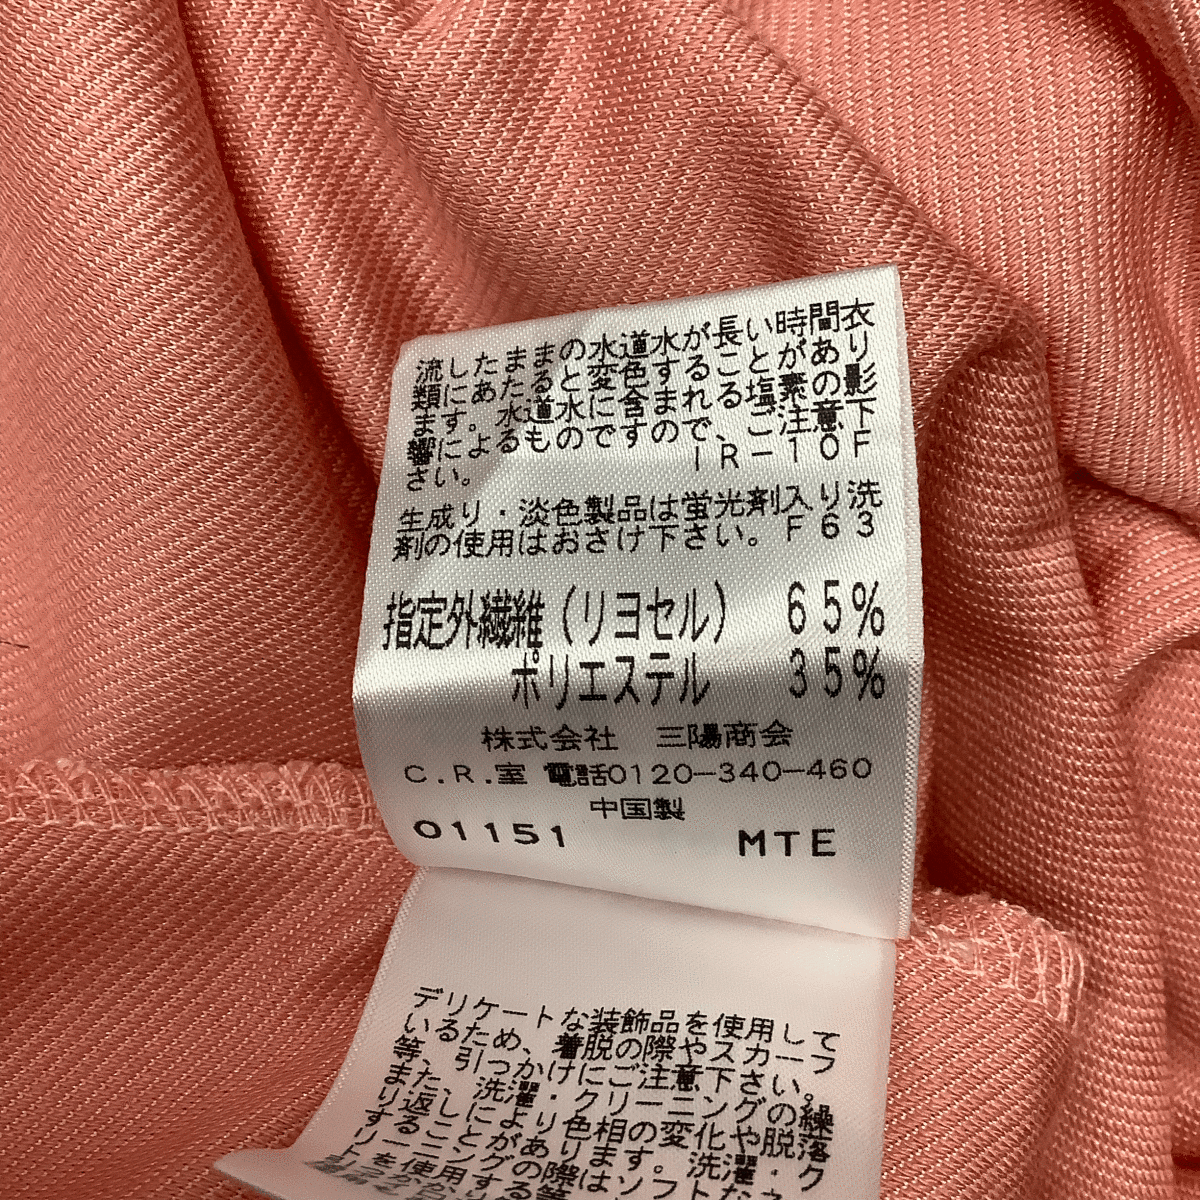 流したままの水道水が長い時間衣
類にあたると変色することがあり
ます。水道水に含まれる塩素の影
響によるものですので、ご注意下
さい。 IR-10F
生成り・淡色製品は蛍光剤入り洗
剤の使用はおさけ下さい。F63
指定外繊維(リヨセル) 65%
ポリエステル 35%
株式会社 三陽商会
C.R.室 電話0120-340-460
中国製
01151 MTE
デリケートな装飾品を使用して
いるため、着脱の際やスカーフ
等、引っかけにご注意下さい。
また、洗濯・クリーニングの繰
り返しにより色相の変化や脱落
することがあります。洗濯・ク
リーニングの際はソフトな
を使用する等